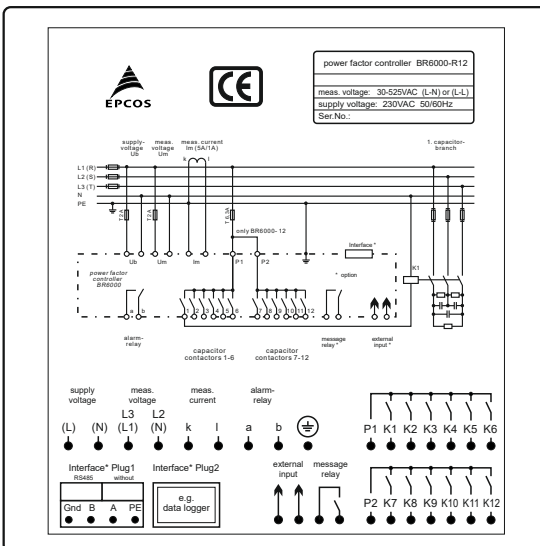 EPCOS
CE
power factor controller BR6000-R12
meas. voltage: 30-525VAC (L-N) or (L-L)
supply voltage: 230VAC 50/60Hz
Ser.No.:
supply-
voltage
Ub
meas.
voltage
Um
meas. current
Im (5A/1A)
k l
1. capacitor-
branch
L1 (R)
L2 (S)
L3 (T)
N
PE
T2A
T2A
T 6,3A
only BR6000- 12
Ub Um Im P1 P2
Interface *
power factor
controller
BR6000
* option
K1
a b
1 2 3 4 5 6
7 8 9 10 11 12
alarm-
relay
capacitor
contactors 1-6
capacitor
contactors 7-12
message
relay *
external
input *
supply
voltage
meas.
voltage
meas.
current
alarm-
relay
L3 L2
(L) (N) (L1) (N) k l a b
P1 K1 K2 K3 K4 K5 K6
Interface* Plug1
RS485 without
Gnd B A PE
Interface* Plug2
e.g.
data logger
external
input
message
relay
P2 K7 K8 K9 K10 K11 K12